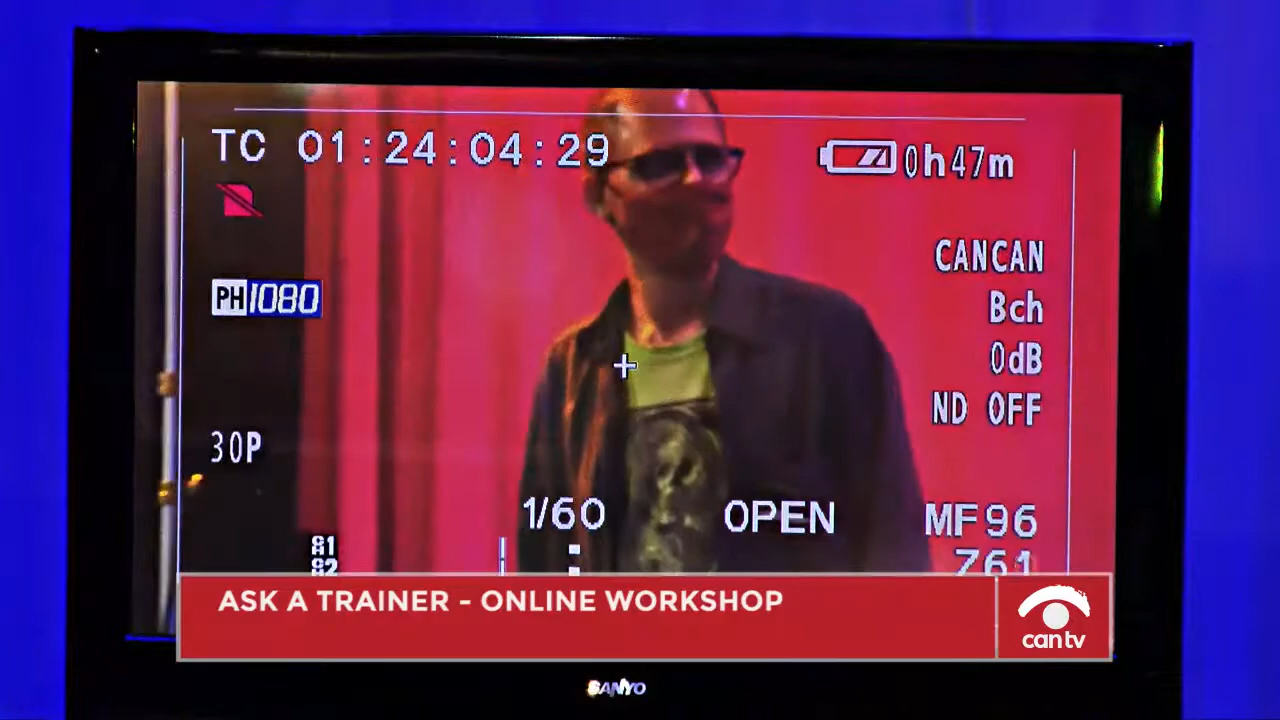 TC 01:24:04:29
0h47m
PH 1080
CANCAN
Bch
0dB
ND OFF
30P
1/60 OPEN MF96
Z61
ASK A TRAINER - ONLINE WORKSHOP
can tv
SANYO